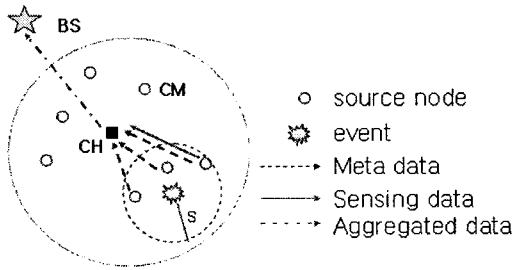 BS
CM
CH
S
source node
event
Meta data
Sensing data
Aggregated data